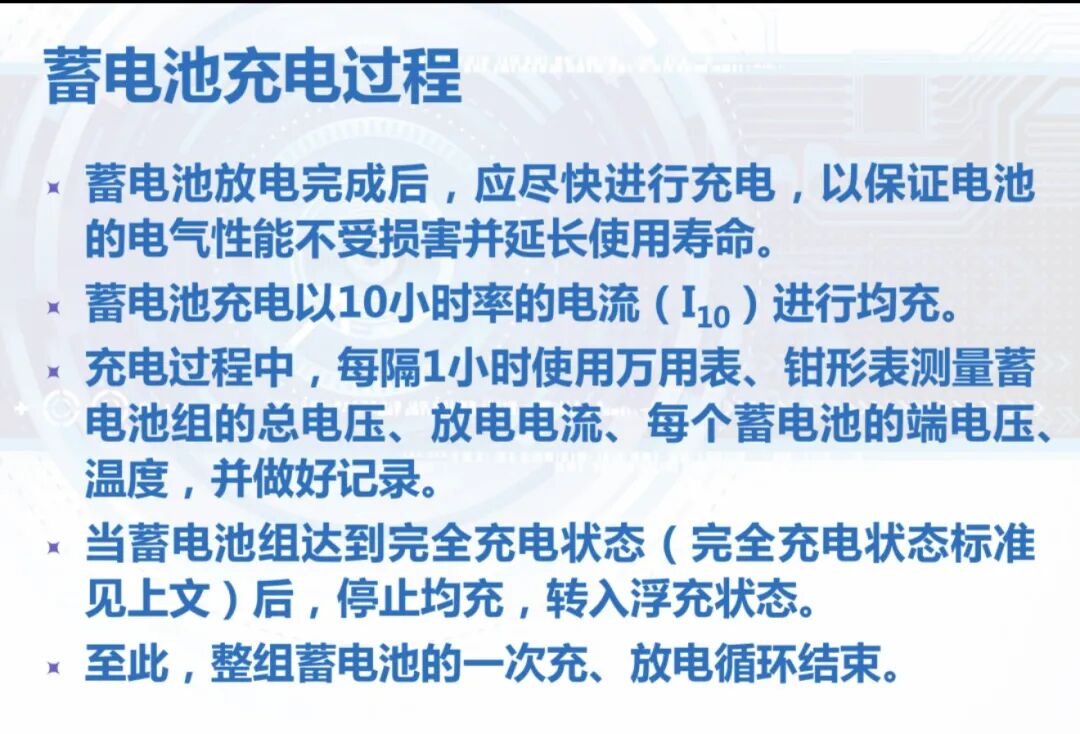 蓄电池充电过程
蓄电池放电完成后，应尽快进行充电，以保证电池
的电气性能不受损害并延长使用寿命。
蓄电池充电以10小时率的电流（I₁₀）进行均充。
充电过程中，每隔1小时使用万用表、钳形表测量蓄
电池组的总电压、放电电流、每个蓄电池的端电压、
温度，并做好记录。
当蓄电池组达到完全充电状态（完全充电状态标准
见上文）后，停止均充，转入浮充状态。
至此，整组蓄电池的一次充、放电循环结束。